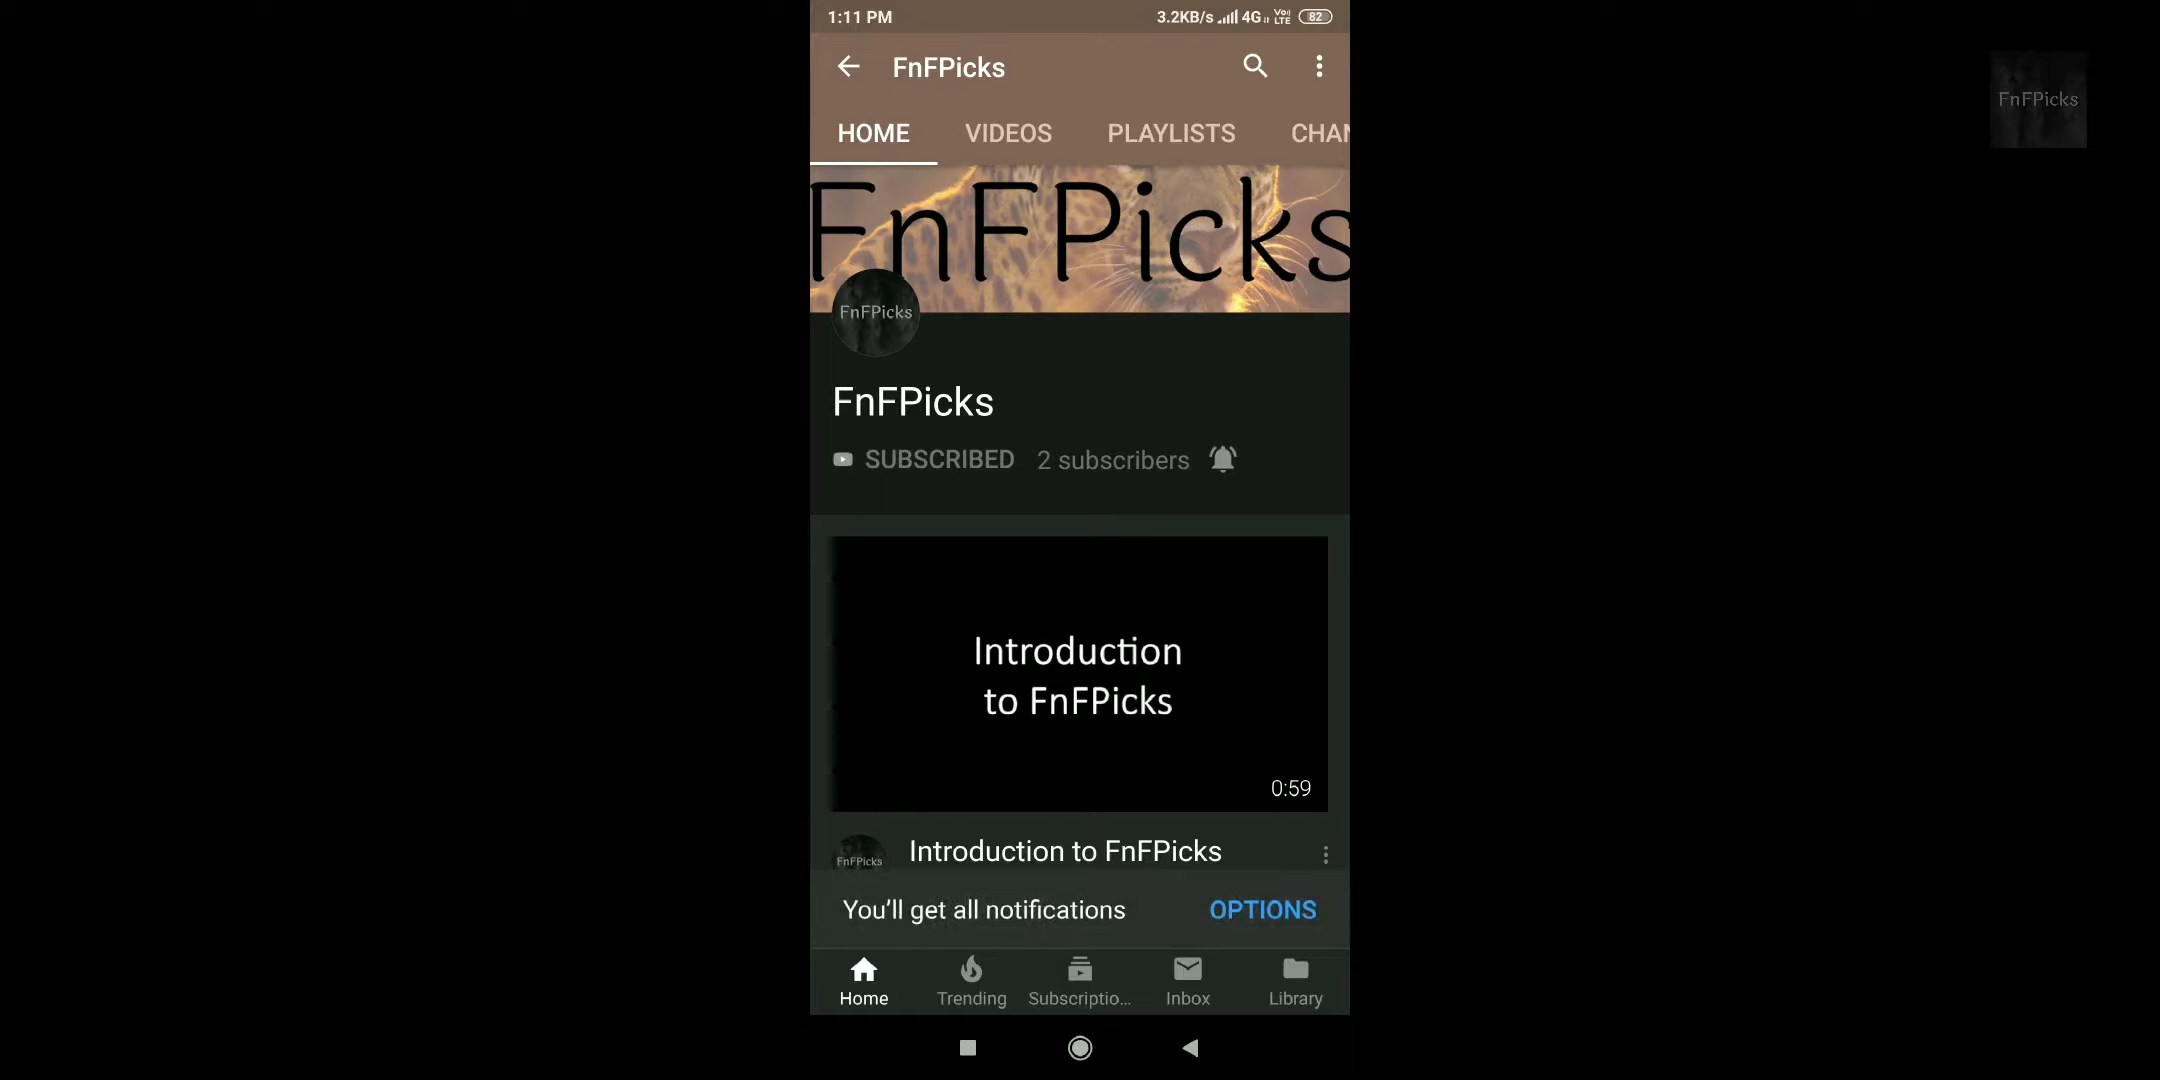 1:11 PM 3.2KB/s 4G Vo LTE 82
FnFPicks
FnFPicks
HOME VIDEOS PLAYLISTS CHAN
FnFPicks
FnFPicks
FnFPicks
SUBSCRIBED 2 subscribers
Introduction
to FnFPicks
0:59
FnFPicks Introduction to FnFPicks
You'll get all notifications OPTIONS
Home Trending Subscriptio... Inbox Library